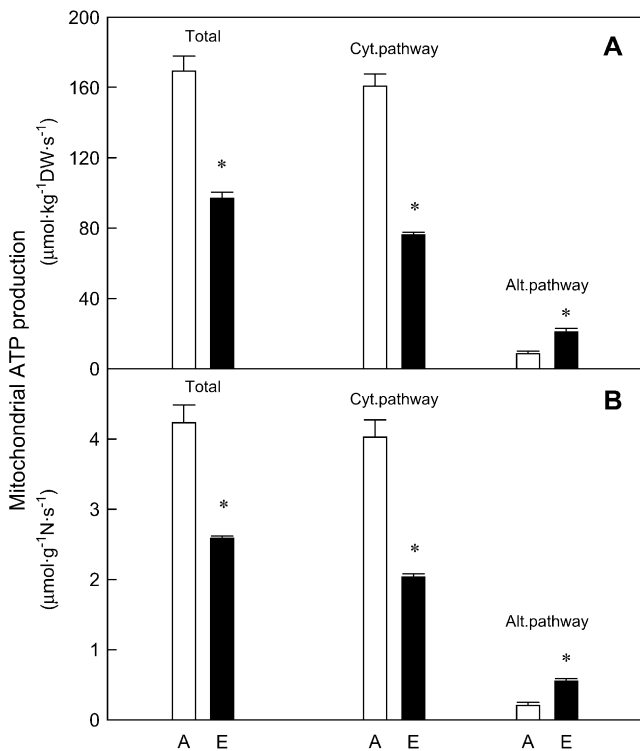 Mitochondrial ATP production
(μmol·kg⁻¹DW·s⁻¹)
200
160
120
80
40
0
Total
Cyt.pathway
A
*
*
Alt.pathway
*
(μmol·g⁻¹N·s⁻¹)
4
3
2
1
0
Total
Cyt.pathway
B
*
*
Alt.pathway
*
A E A E A E